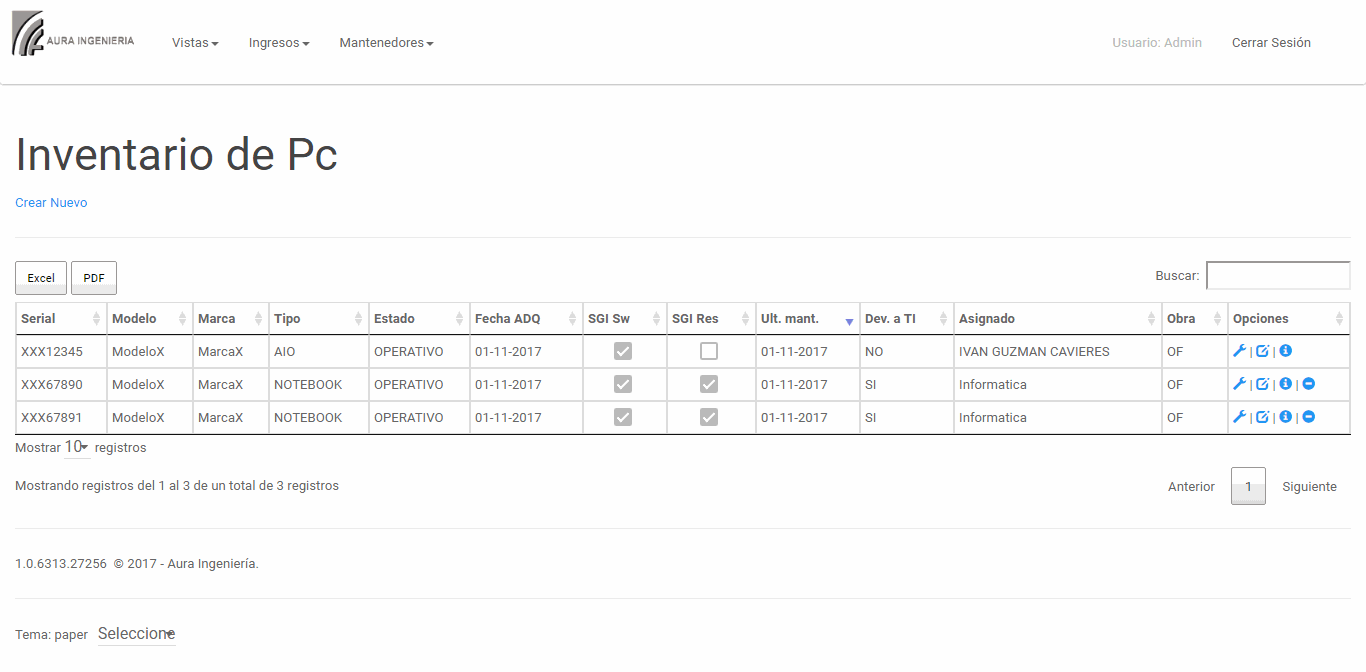 AURA INGENIERIA Vistas Ingresos Mantenedores Usuario: Admin Cerrar Sesión
Inventario de Pc
Crear Nuevo
Excel PDF Buscar:
Serial Modelo Marca Tipo Estado Fecha ADQ SGI Sw SGI Res Ult. mant. Dev. a TI Asignado Obra Opciones
XXX12345 ModeloX MarcaX AIO OPERATIVO 01-11-2017 01-11-2017 NO IVAN GUZMAN CAVIERES OF | |
XXX67890 ModeloX MarcaX NOTEBOOK OPERATIVO 01-11-2017 01-11-2017 SI Informatica OF | | |
XXX67891 ModeloX MarcaX NOTEBOOK OPERATIVO 01-11-2017 01-11-2017 SI Informatica OF | | |
Mostrar 10 registros
Mostrando registros del 1 al 3 de un total de 3 registros Anterior 1 Siguiente
1.0.6313.27256 © 2017 - Aura Ingeniería.
Tema: paper Seleccione